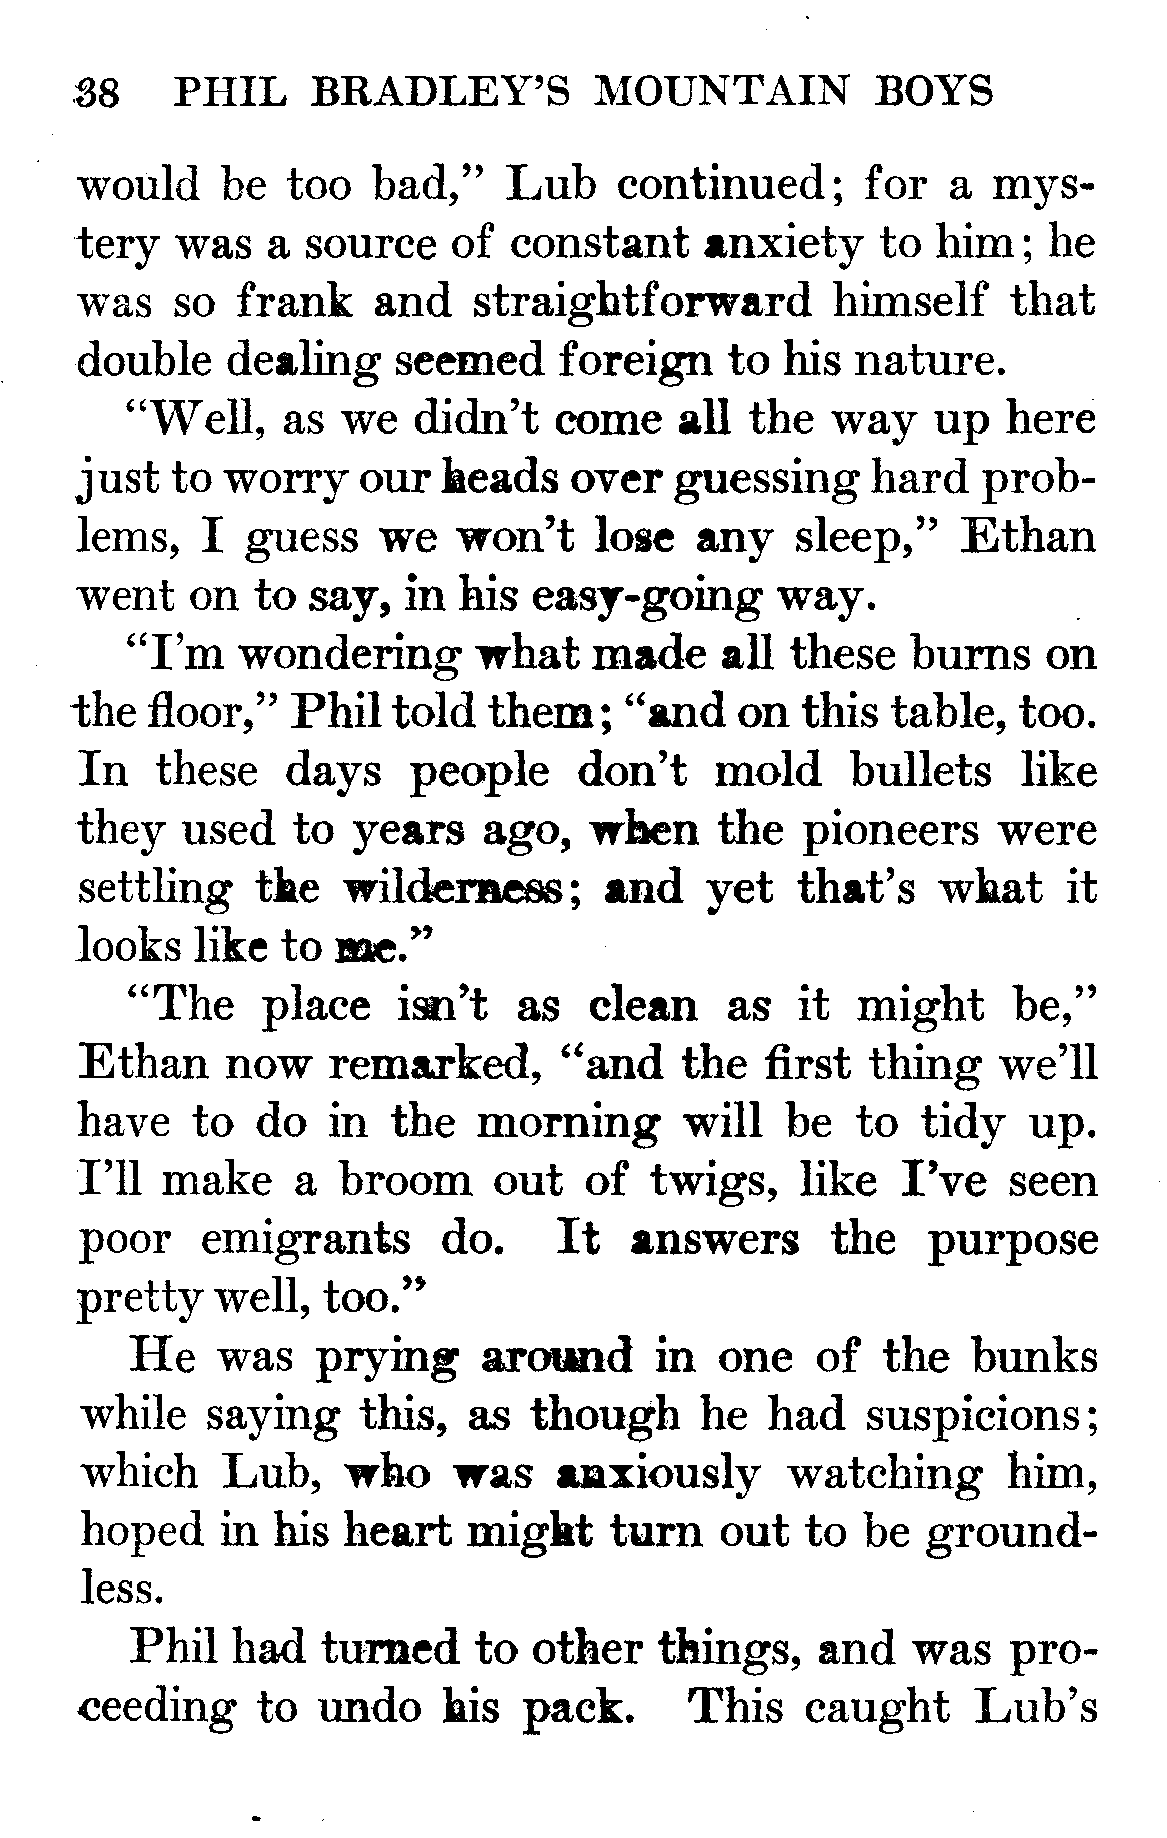 38 PHIL BRADLEY'S MOUNTAIN BOYS
would be too bad,” Lub continued; for a mys-
tery was a source of constant anxiety to him; he
was so frank and straightforward himself that
double dealing seemed foreign to his nature.
“Well, as we didn't come all the way up here
just to worry our heads over guessing hard prob-
lems, I guess we won't lose any sleep,” Ethan
went on to say, in his easy-going way.
“I'm wondering what made all these burns on
the floor,” Phil told them; “and on this table, too.
In these days people don't mold bullets like
they used to years ago, when the pioneers were
settling the wilderness; and yet that's what it
looks like to me.”
“The place isn't as clean as it might be,”
Ethan now remarked, “and the first thing we'll
have to do in the morning will be to tidy up.
I'll make a broom out of twigs, like I've seen
poor emigrants do. It answers the purpose
pretty well, too.”
He was prying around in one of the bunks
while saying this, as though he had suspicions;
which Lub, who was anxiously watching him,
hoped in his heart might turn out to be ground-
less.
Phil had turned to other things, and was pro-
ceeding to undo his pack. This caught Lub's